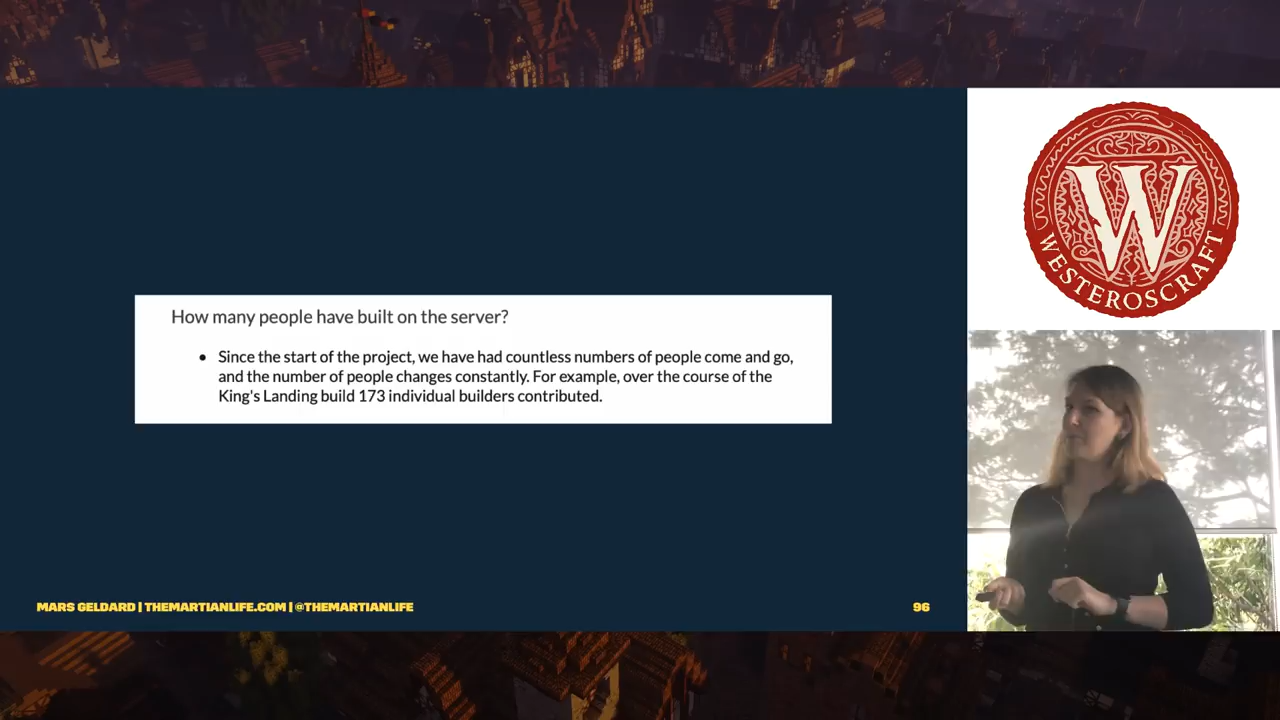 How many people have built on the server?
• Since the start of the project, we have had countless numbers of people come and go,
and the number of people changes constantly. For example, over the course of the
King's Landing build 173 individual builders contributed.
MARS GELDARD | THEMARTIANLIFE.COM | @THEMARTIANLIFE
96
W
WESTEROSCRAFT